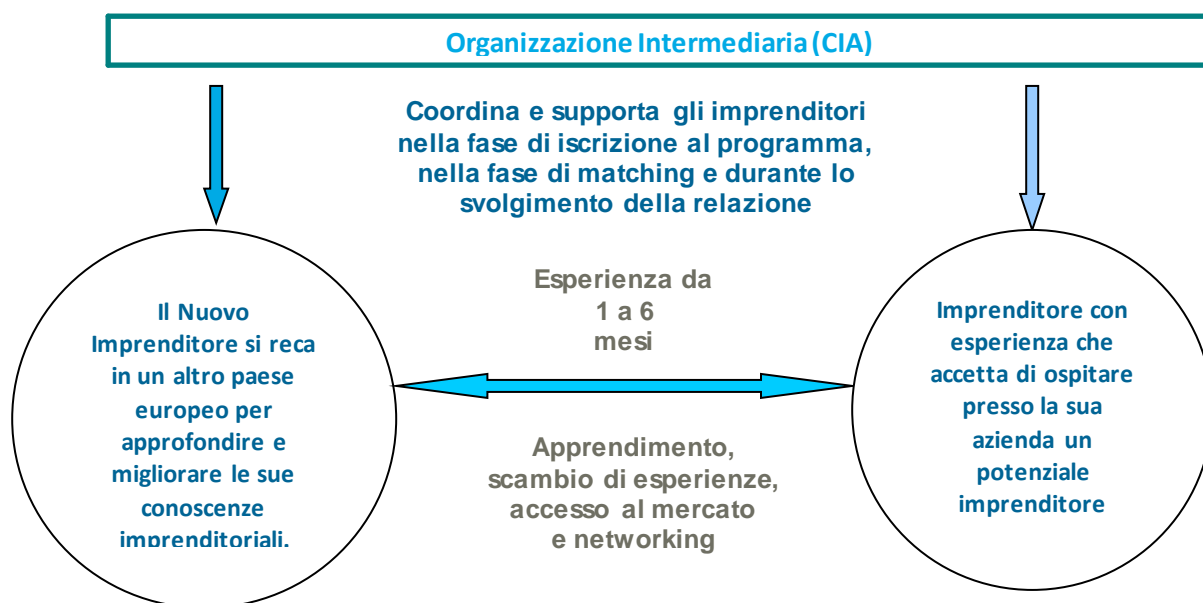 Organizzazione Intermediaria (CIA)
Coordina e supporta gli imprenditori
nella fase di iscrizione al programma,
nella fase di matching e durante lo
svolgimento della relazione
Il Nuovo
Imprenditore si reca
in un altro paese
europeo per
approfondire e
migliorare le sue
conoscenze
imprenditoriali.
Esperienza da
1 a 6
mesi
Apprendimento,
scambio di esperienze,
accesso al mercato
e networking
Imprenditore con
esperienza che
accetta di ospitare
presso la sua
azienda un
potenziale
imprenditore